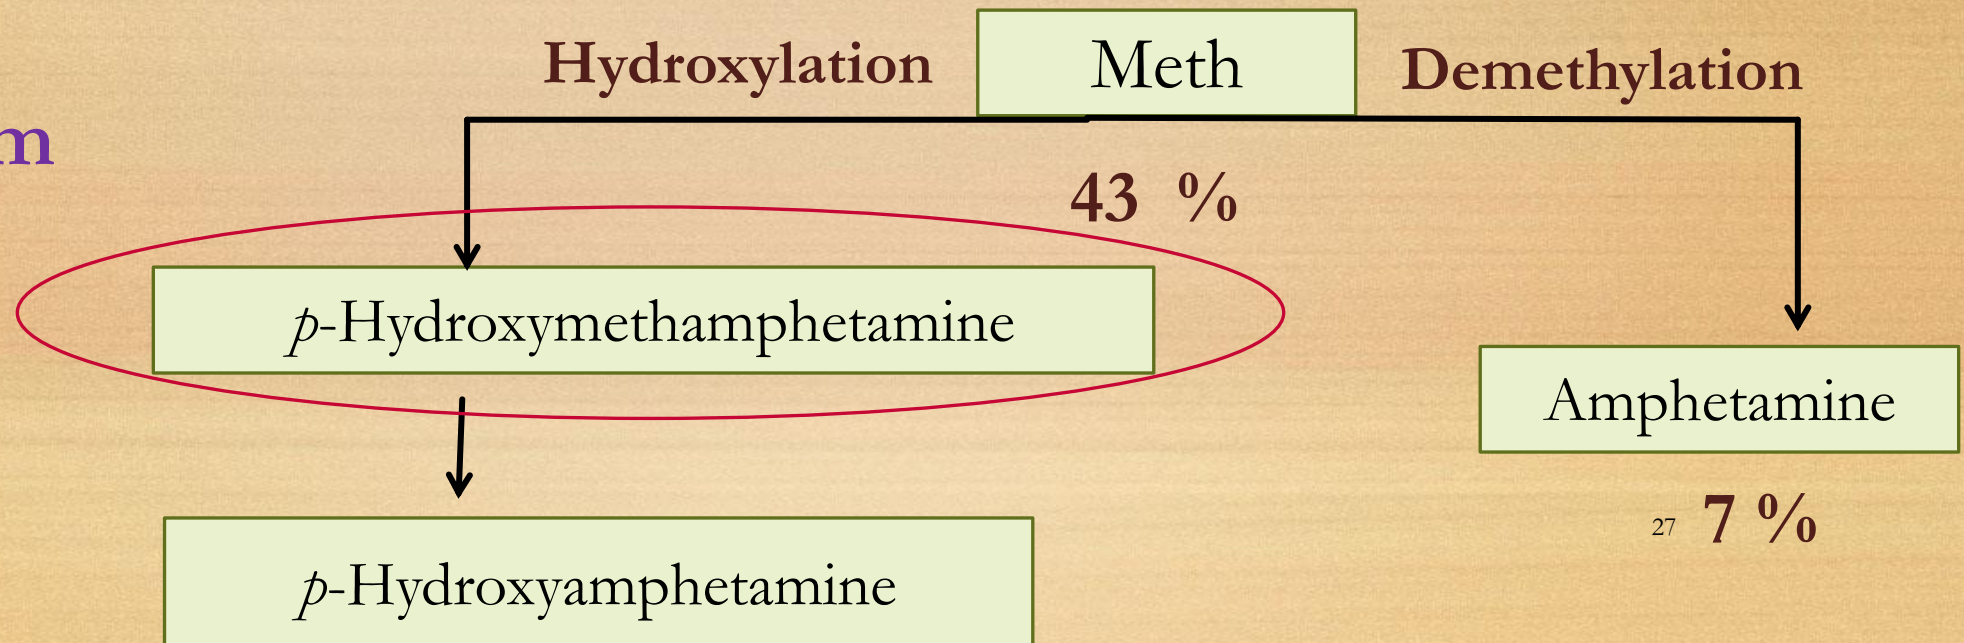 Hydroxylation
Meth
Demethylation
m
43 %
p-Hydroxymethamphetamine
Amphetamine
27 7 %
p-Hydroxyamphetamine